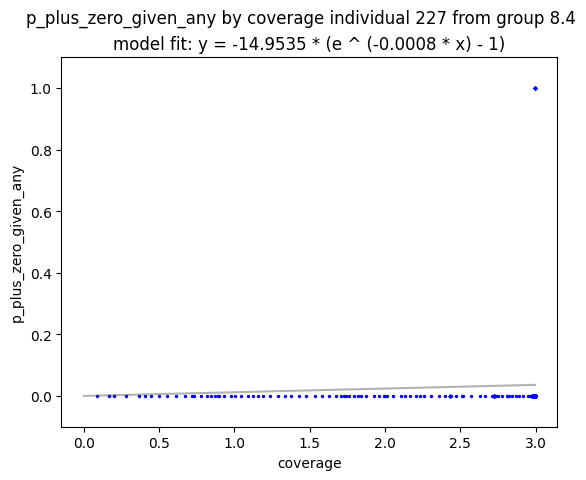 p_plus_zero_given_any by coverage individual 227 from group 8.4
model fit: y = -14.9535 * (e ^ (-0.0008 * x) - 1)
1.0
0.8
0.6
0.4
0.2
0.0
p_plus_zero_given_any
0.0 0.5 1.0 1.5 2.0 2.5 3.0
coverage